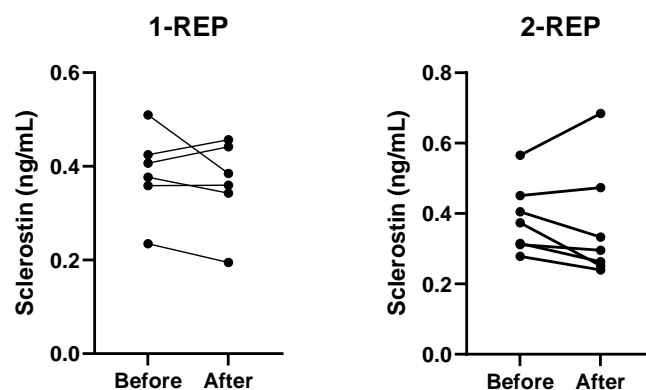 1-REP
Sclerostin (ng/mL)
0.6
0.4
0.2
0.0
Before After
2-REP
Sclerostin (ng/mL)
0.8
0.6
0.4
0.2
0.0
Before After